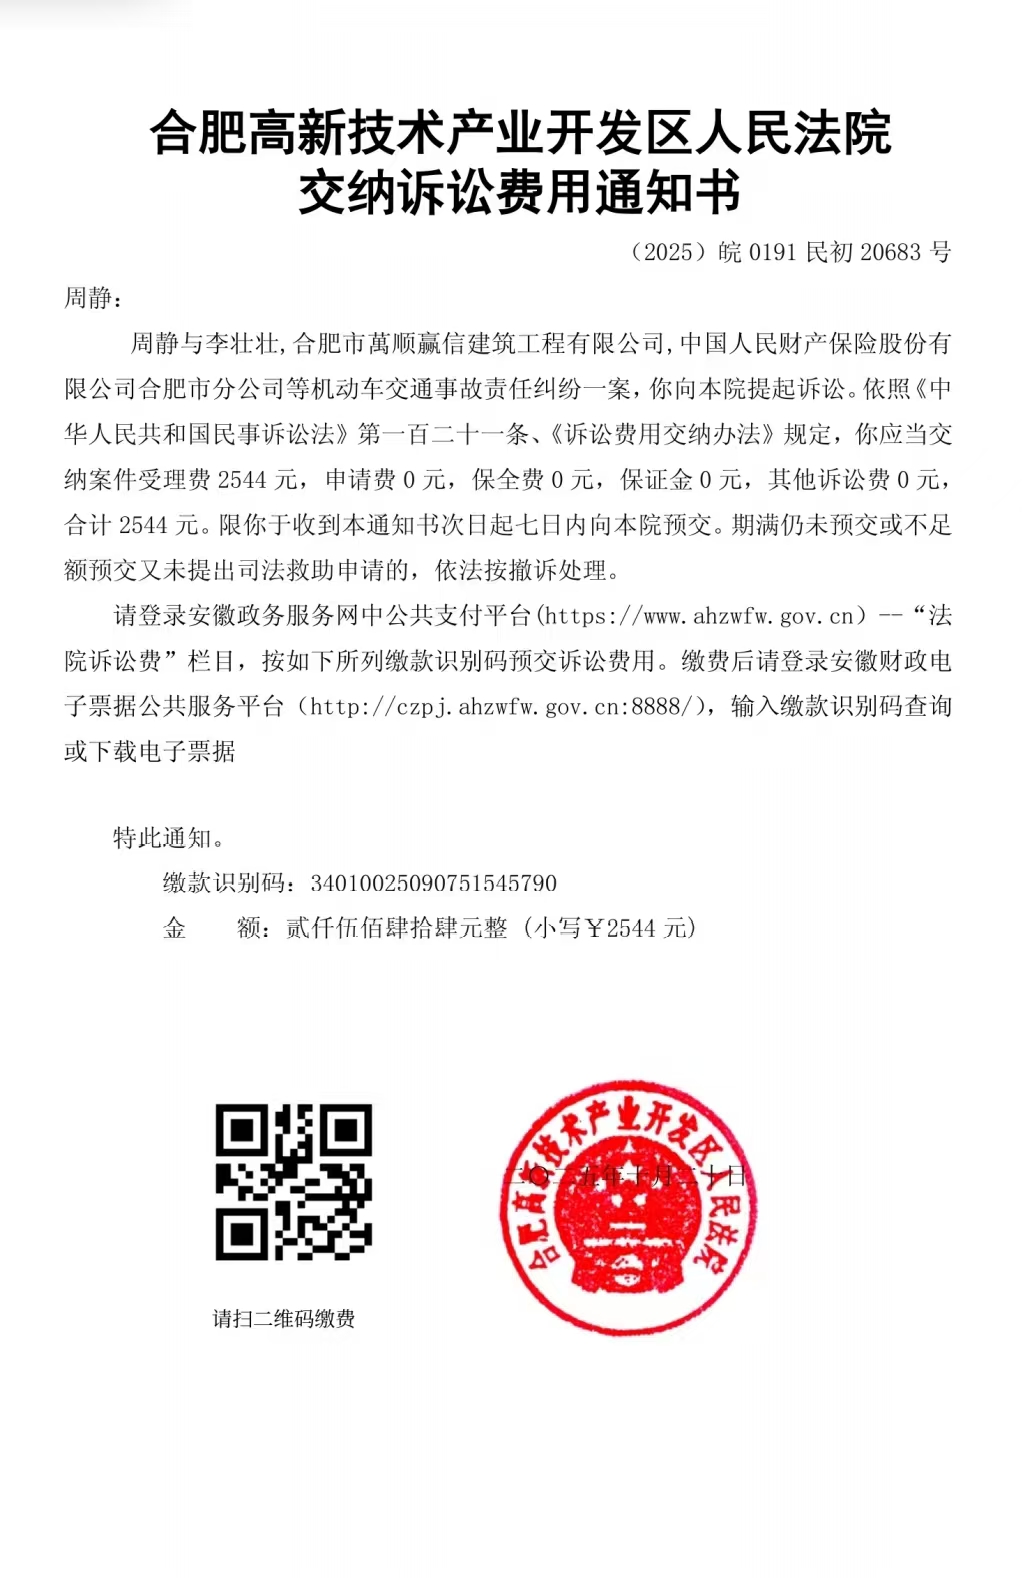 合肥高新技术产业开发区人民法院
交纳诉讼费用通知书
（2025）皖 0191 民初 20683 号
周静：
周静与李壮壮,合肥市萬顺赢信建筑工程有限公司,中国人民财产保险股份有
限公司合肥市分公司等机动车交通事故责任纠纷一案，你向本院提起诉讼。依照《中
华人民共和国民事诉讼法》第一百二十一条、《诉讼费用交纳办法》规定，你应当交
纳案件受理费 2544 元，申请费 0 元，保全费 0 元，保证金 0 元，其他诉讼费 0 元，
合计 2544 元。限你于收到本通知书次日起七日内向本院预交。期满仍未预交或不足
额预交又未提出司法救助申请的，依法按撤诉处理。
请登录安徽政务服务网中公共支付平台(https://www.ahzwfw.gov.cn）--“法
院诉讼费”栏目，按如下所列缴款识别码预交诉讼费用。缴费后请登录安徽财政电
子票据公共服务平台（http://czpj.ahzwfw.gov.cn:8888/），输入缴款识别码查询
或下载电子票据
特此通知。
缴款识别码：34010025090751545790
金　　额：贰仟伍佰肆拾肆元整（小写￥2544 元）
合肥高新技术产业开发区人民法院
二〇二五年十月二十日
请扫二维码缴费